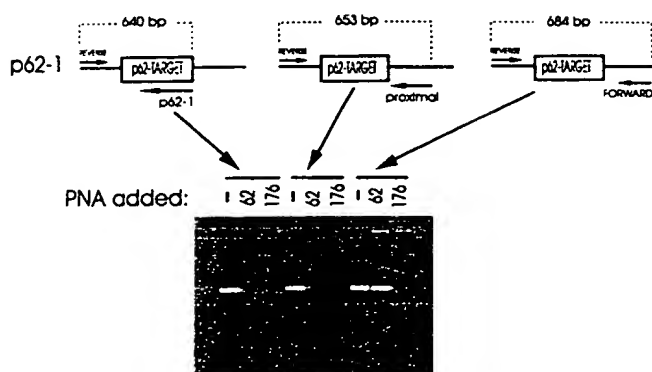 640 bp
653 bp
684 bp
p62-1
REVERSE
p62-TARGET
p62-1
REVERSE
p62-TARGET
proximal
REVERSE
p62-TARGET
FORWARD
PNA added:
- 62 176 - 62 176 - 62 176